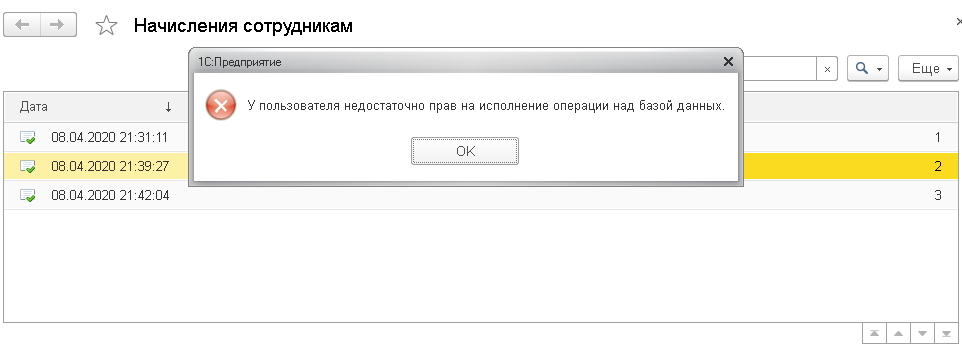 Начисления сотрудникам
1С:Предприятие
У пользователя недостаточно прав на исполнение операции над базой данных.
OK
Еще
Дата
08.04.2020 21:31:11 1
08.04.2020 21:39:27 2
08.04.2020 21:42:04 3